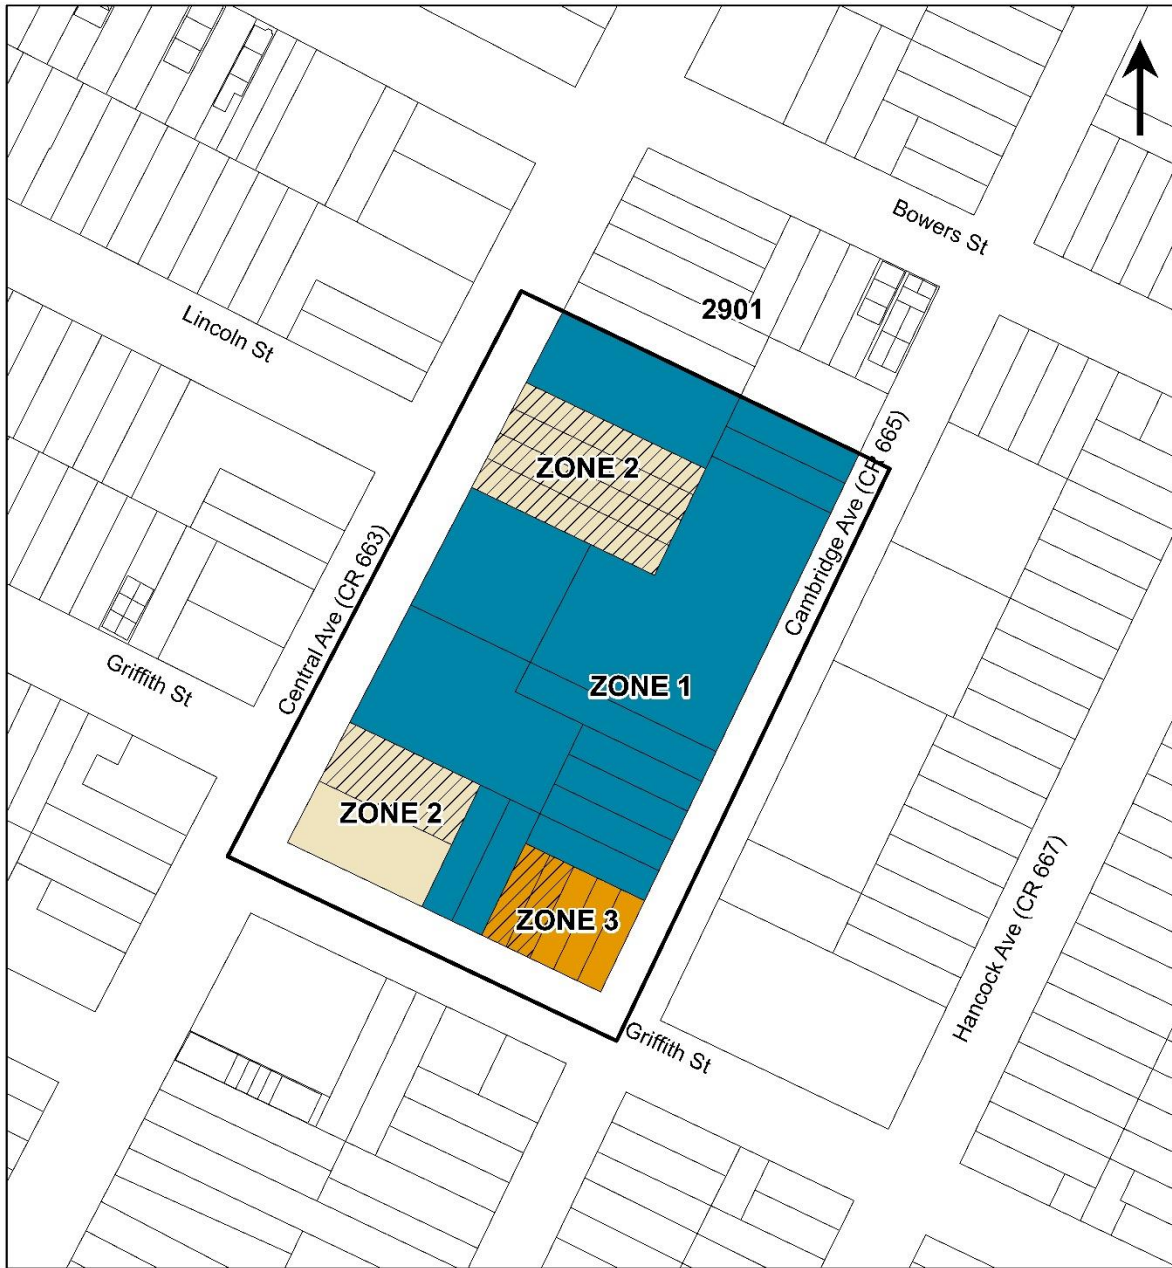 Bowers St
2901
Lincoln St
ZONE 2
Cambridge Ave (CR 665)
Central Ave (CR 663)
Griffith St
ZONE 1
ZONE 2
ZONE 3
Hancock Ave (CR 667)
Griffith St